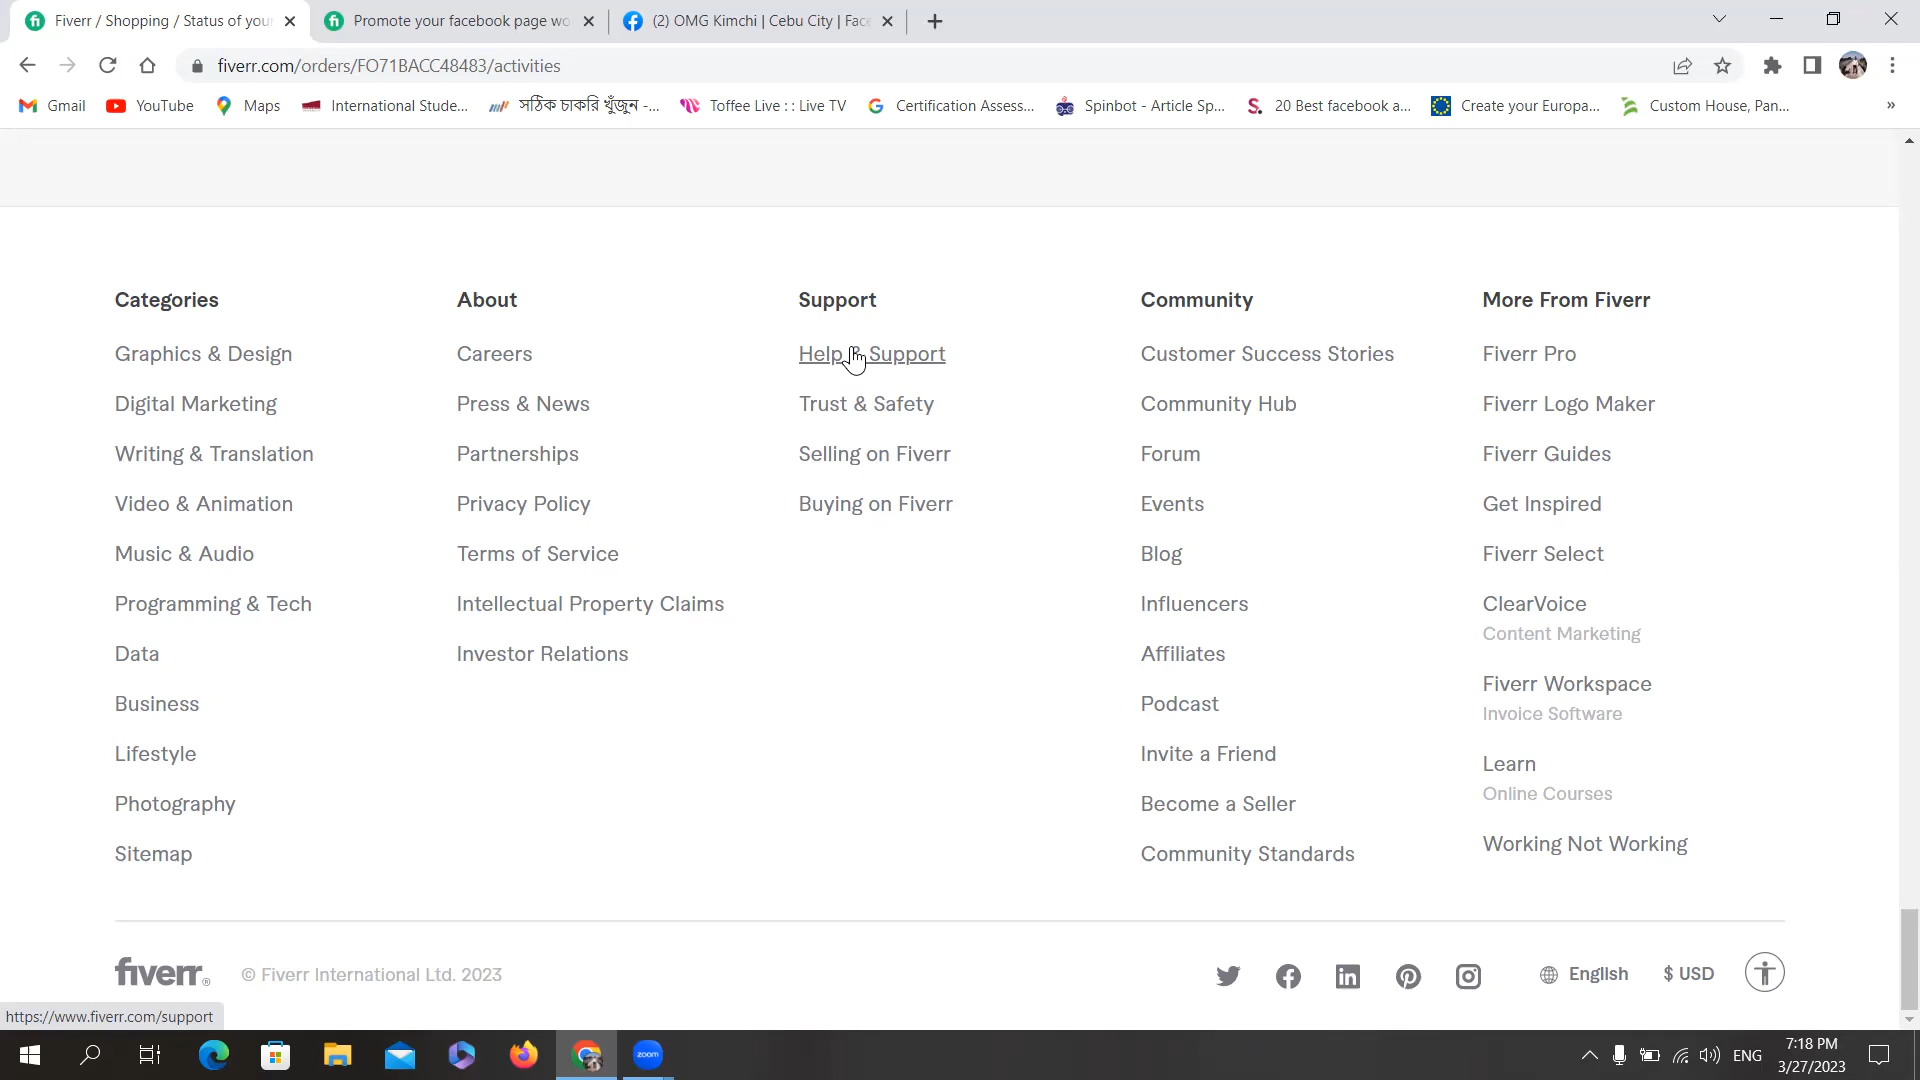 Fiverr / Shopping / Status of your
Promote your facebook page wo
(2) OMG Kimchi | Cebu City | Face
fiverr.com/orders/FO71BACC48483/activities
Gmail
YouTube
Maps
International Stude...
সঠিক চাকরি খুঁজুন -...
Toffee Live : : Live TV
Certification Assess...
Spinbot - Article Sp...
20 Best facebook a...
Create your Europa...
Custom House, Pan...
»
Categories
Graphics & Design
Digital Marketing
Writing & Translation
Video & Animation
Music & Audio
Programming & Tech
Data
Business
Lifestyle
Photography
Sitemap
About
Careers
Press & News
Partnerships
Privacy Policy
Terms of Service
Intellectual Property Claims
Investor Relations
Support
Help & Support
Trust & Safety
Selling on Fiverr
Buying on Fiverr
Community
Customer Success Stories
Community Hub
Forum
Events
Blog
Influencers
Affiliates
Podcast
Invite a Friend
Become a Seller
Community Standards
More From Fiverr
Fiverr Pro
Fiverr Logo Maker
Fiverr Guides
Get Inspired
Fiverr Select
ClearVoice
Content Marketing
Fiverr Workspace
Invoice Software
Learn
Online Courses
Working Not Working
fiverr.®
© Fiverr International Ltd. 2023
English
$ USD
https://www.fiverr.com/support
zoom
ENG
7:18 PM
3/27/2023